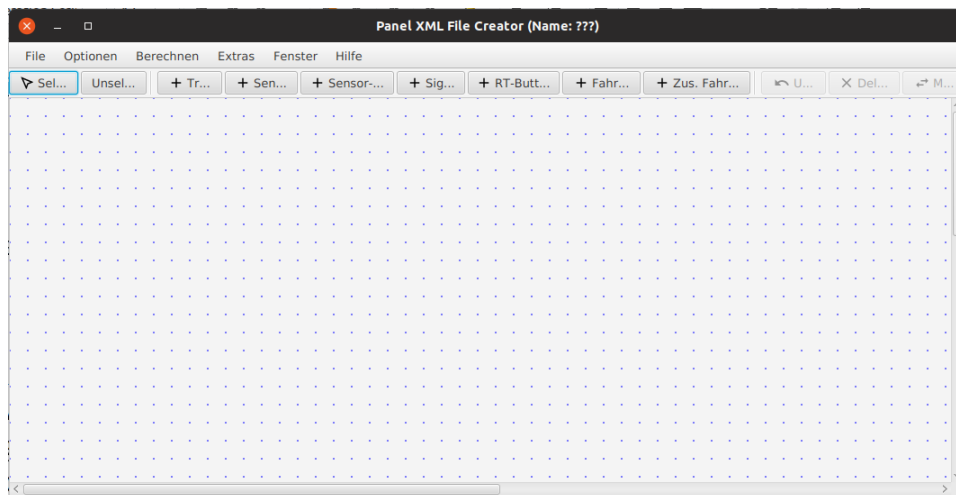 Panel XML File Creator (Name: ???)
File Optionen Berechnen Extras Fenster Hilfe
Sel... Unsel... + Tr... + Sen... + Sensor-... + Sig... + RT-Butt... + Fahr... + Zus. Fahr... U... Del... M...